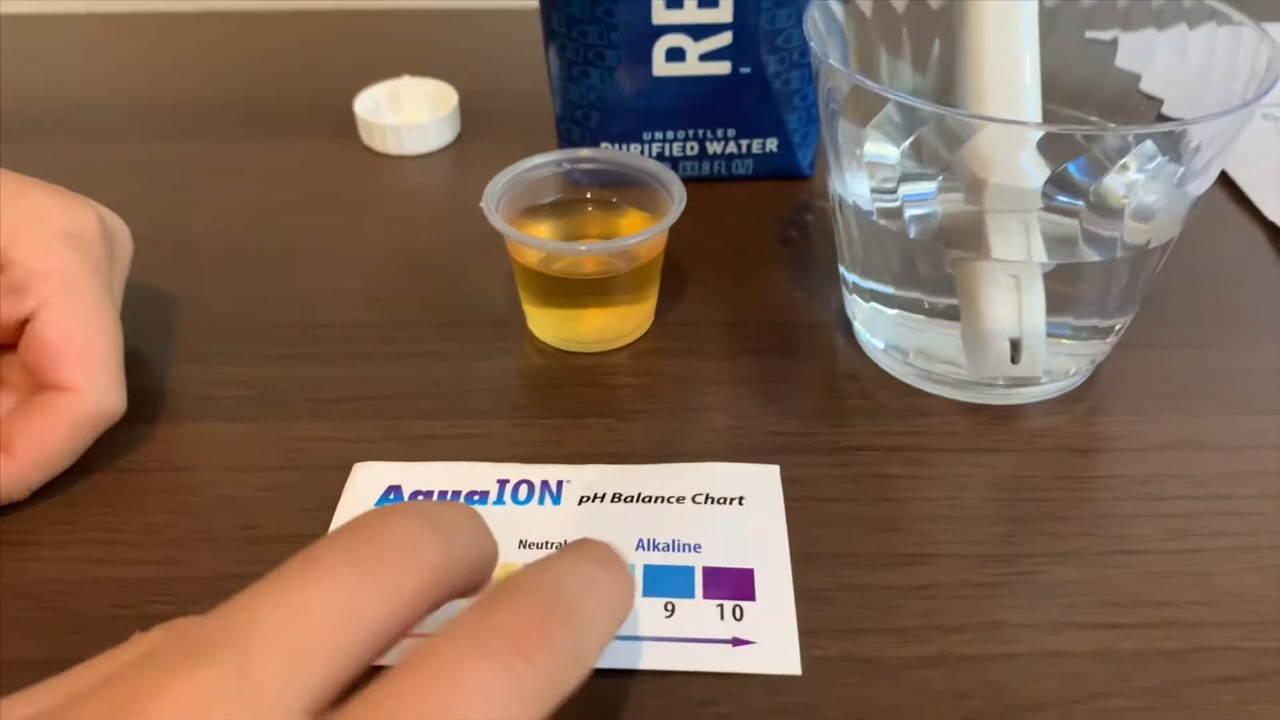 RE
UNBOTTLED
PURIFIED WATER
(33.8 FL OZ)
AquaION® pH Balance Chart
Neutral Alkaline
9 10